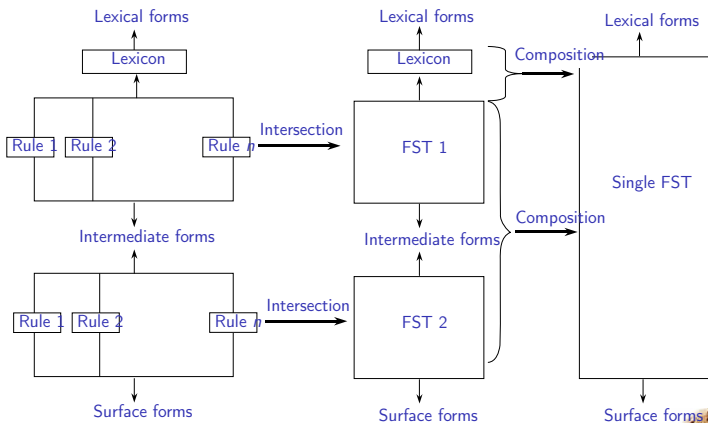 Lexical forms
Lexicon
Rule 1 Rule 2 Rule n
Intermediate forms
Rule 1 Rule 2 Rule n
Surface forms
Intersection
Intersection
Lexical forms
Lexicon
FST 1
Intermediate forms
FST 2
Surface forms
Composition
Composition
Lexical forms
Single FST
Surface forms